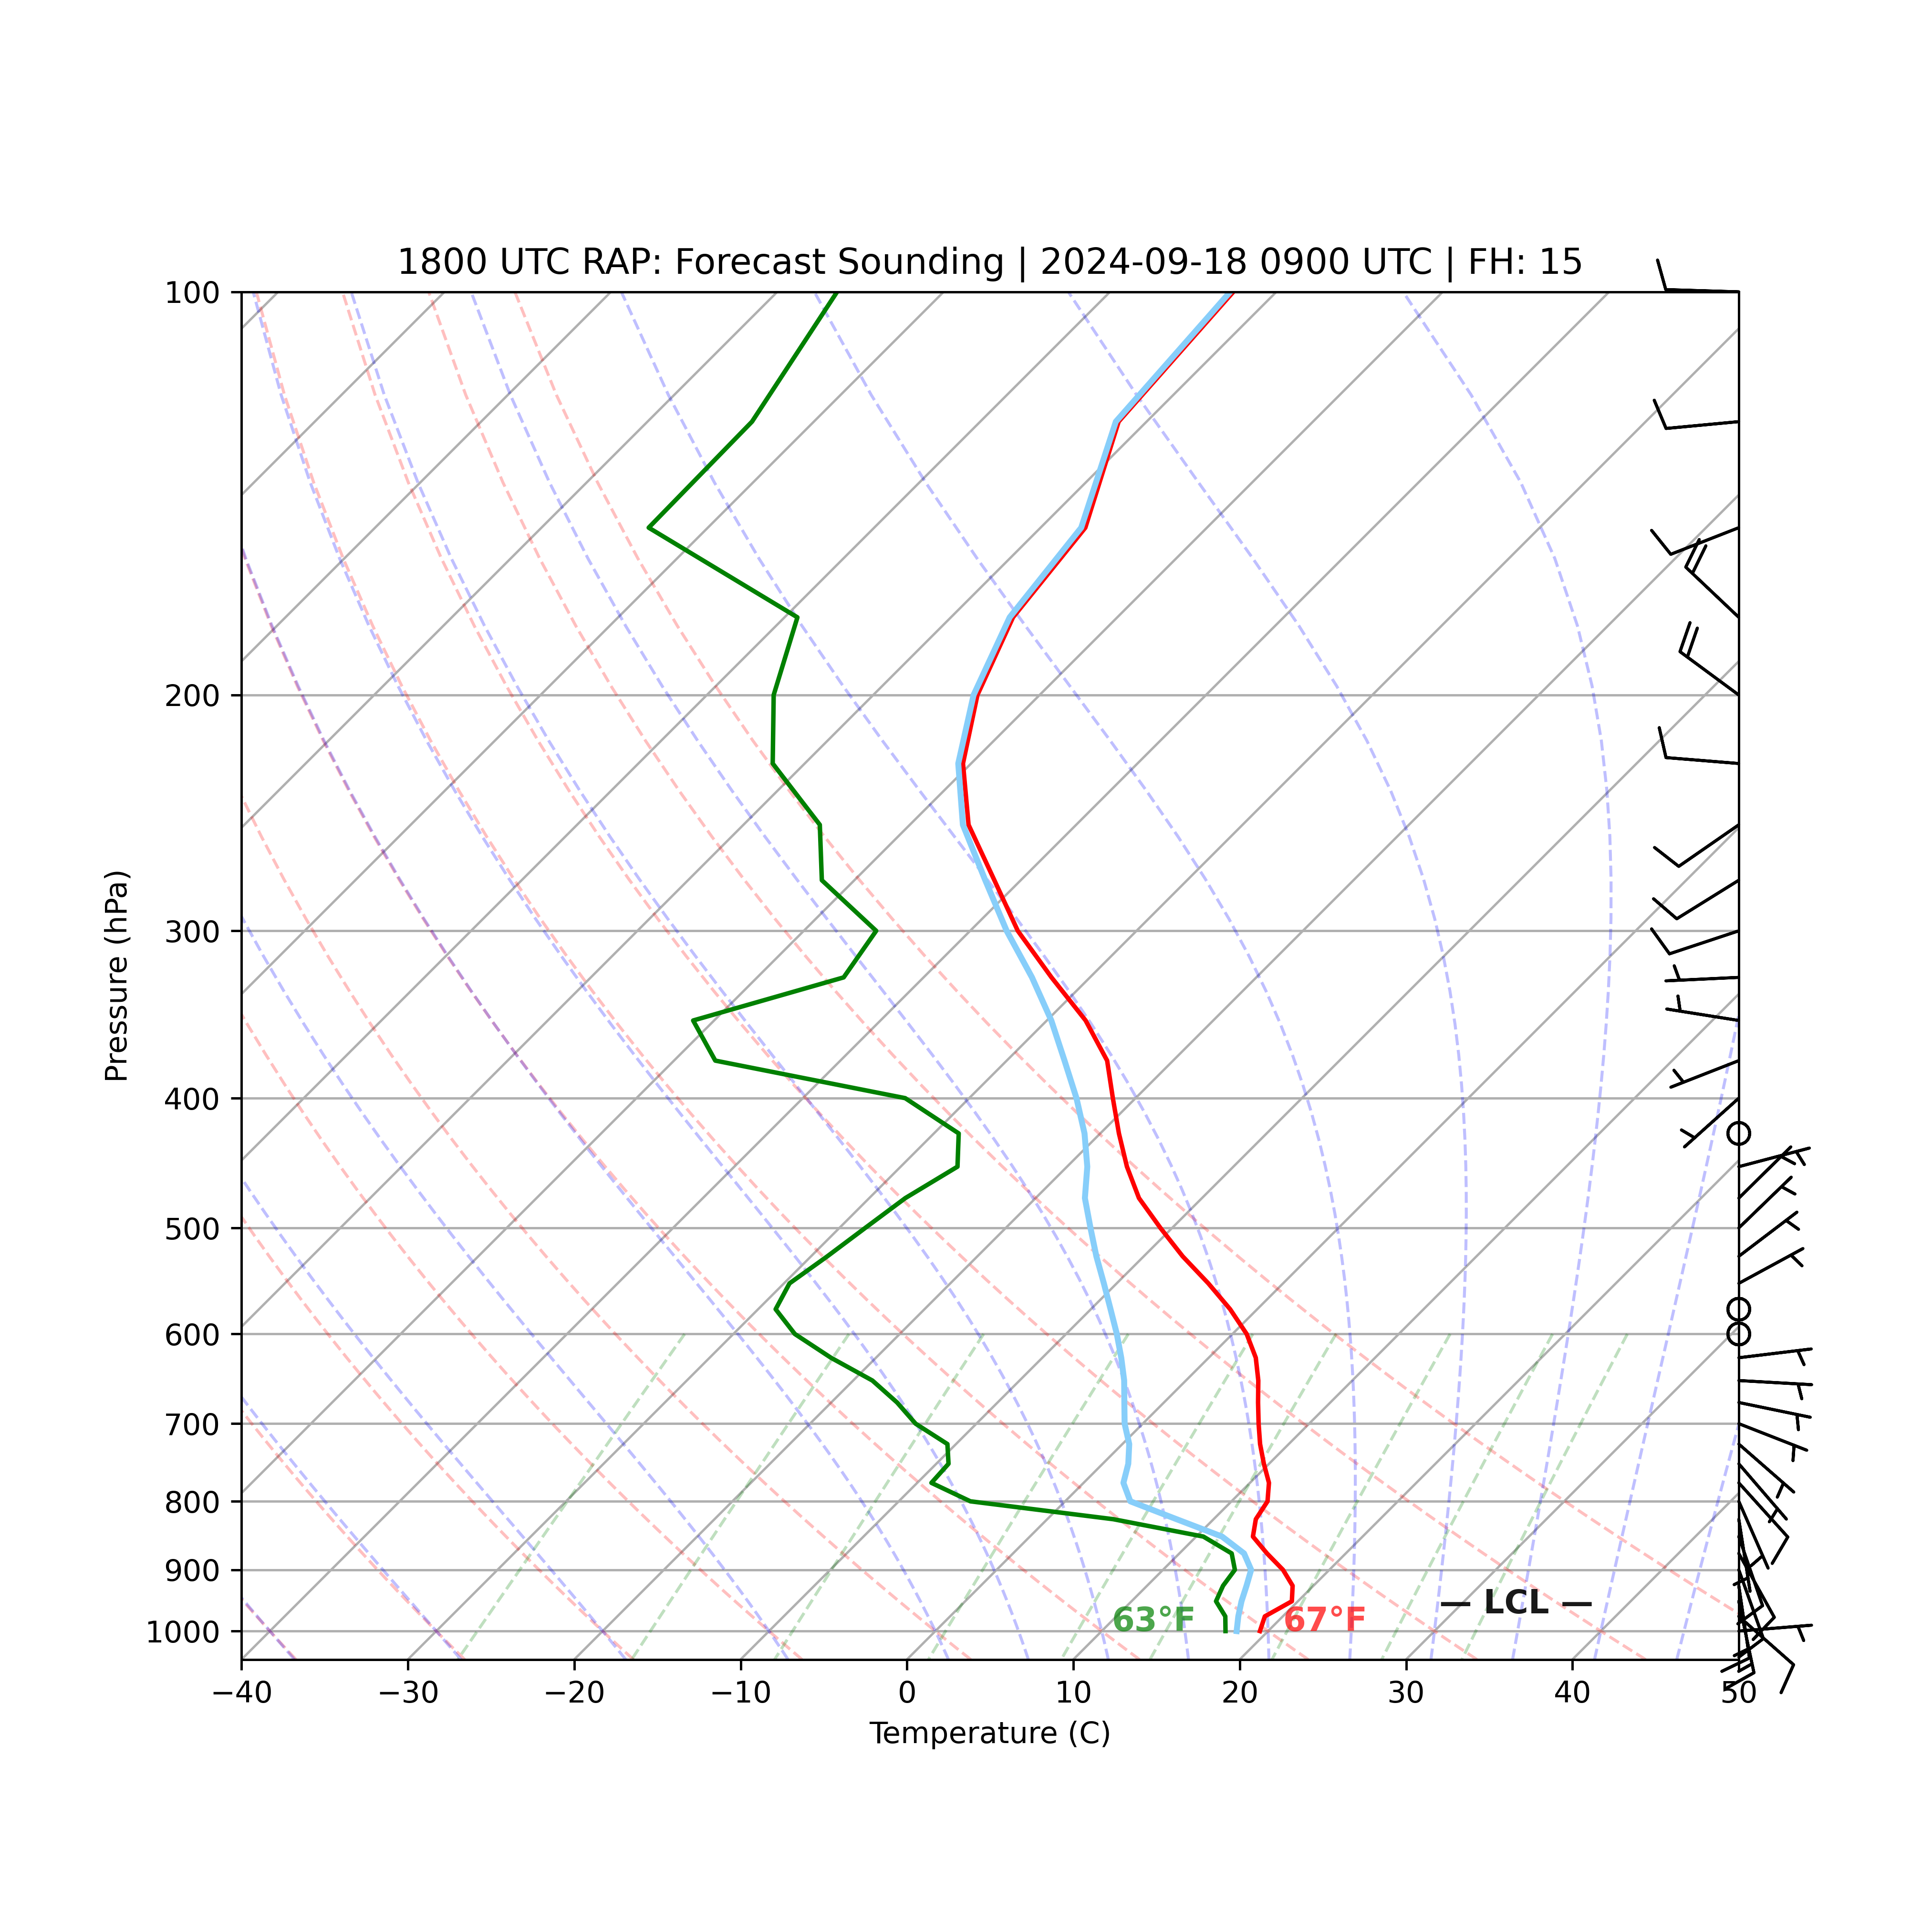 1800 UTC RAP: Forecast Sounding | 2024-09-18 0900 UTC | FH: 15
100
200
300
400
500
600
700
800
900
1000
Pressure (hPa)
63°F
67°F
— LCL —
−40 −30 −20 −10 0 10 20 30 40 50
Temperature (C)